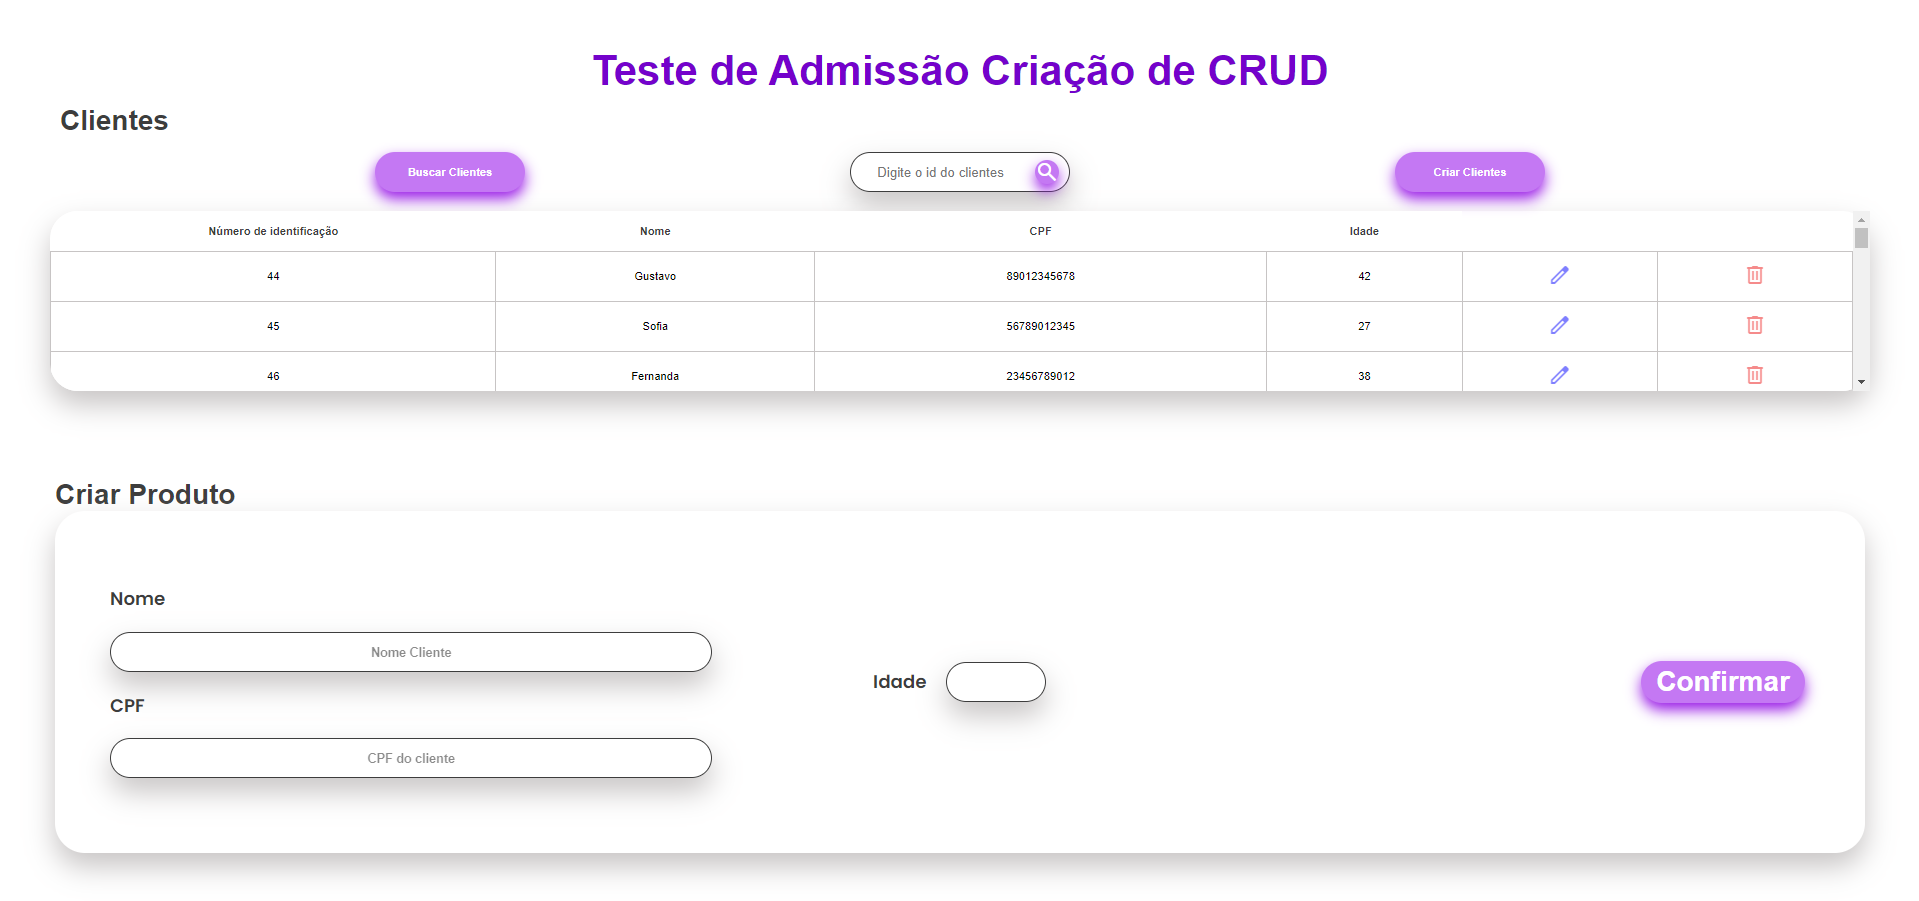 Teste de Admissão Criação de CRUD
Clientes
Buscar Clientes
Digite o id do clientes
Criar Clientes
Número de identificação Nome CPF Idade
44 Gustavo 89012345678 42
45 Sofia 56789012345 27
46 Fernanda 23456789012 38
Criar Produto
Nome
Nome Cliente
CPF
CPF do cliente
Idade
Confirmar